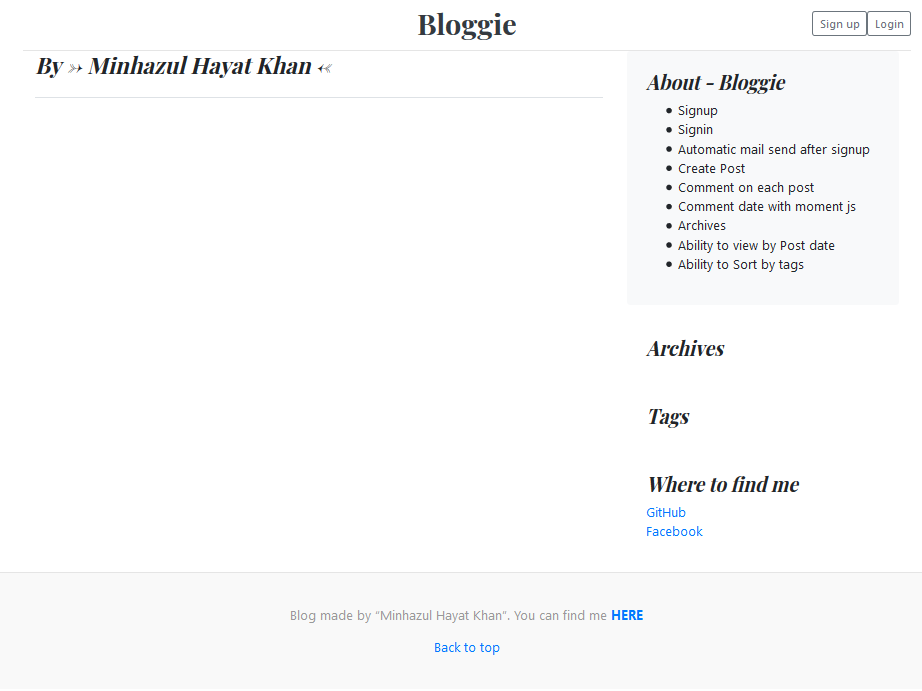 Bloggie
Sign up
Login
By ➳ Minhazul Hayat Khan ➳
About - Bloggie
• Signup
• Signin
• Automatic mail send after signup
• Create Post
• Comment on each post
• Comment date with moment js
• Archives
• Ability to view by Post date
• Ability to Sort by tags
Archives
Tags
Where to find me
GitHub
Facebook
Blog made by “Minhazul Hayat Khan”. You can find me HERE
Back to top